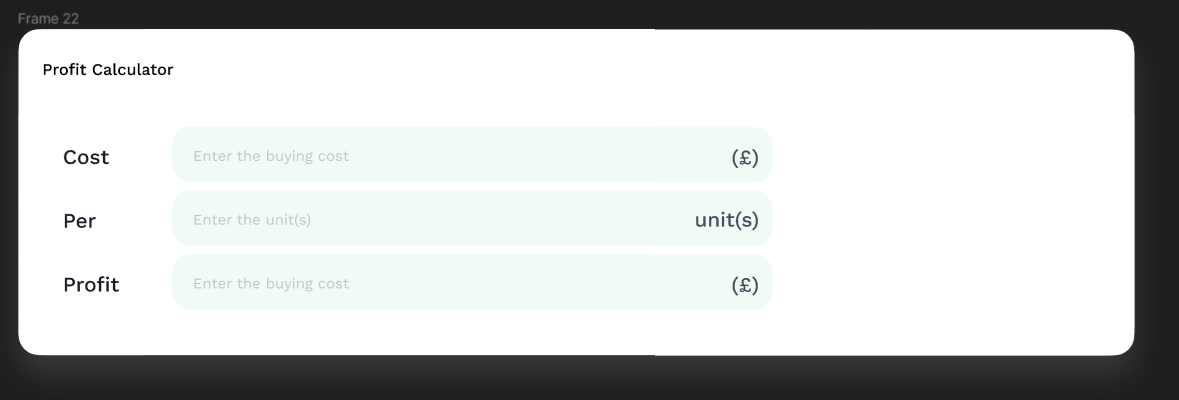 Frame 22
Profit Calculator
Cost Enter the buying cost (£)
Per Enter the unit(s) unit(s)
Profit Enter the buying cost (£)